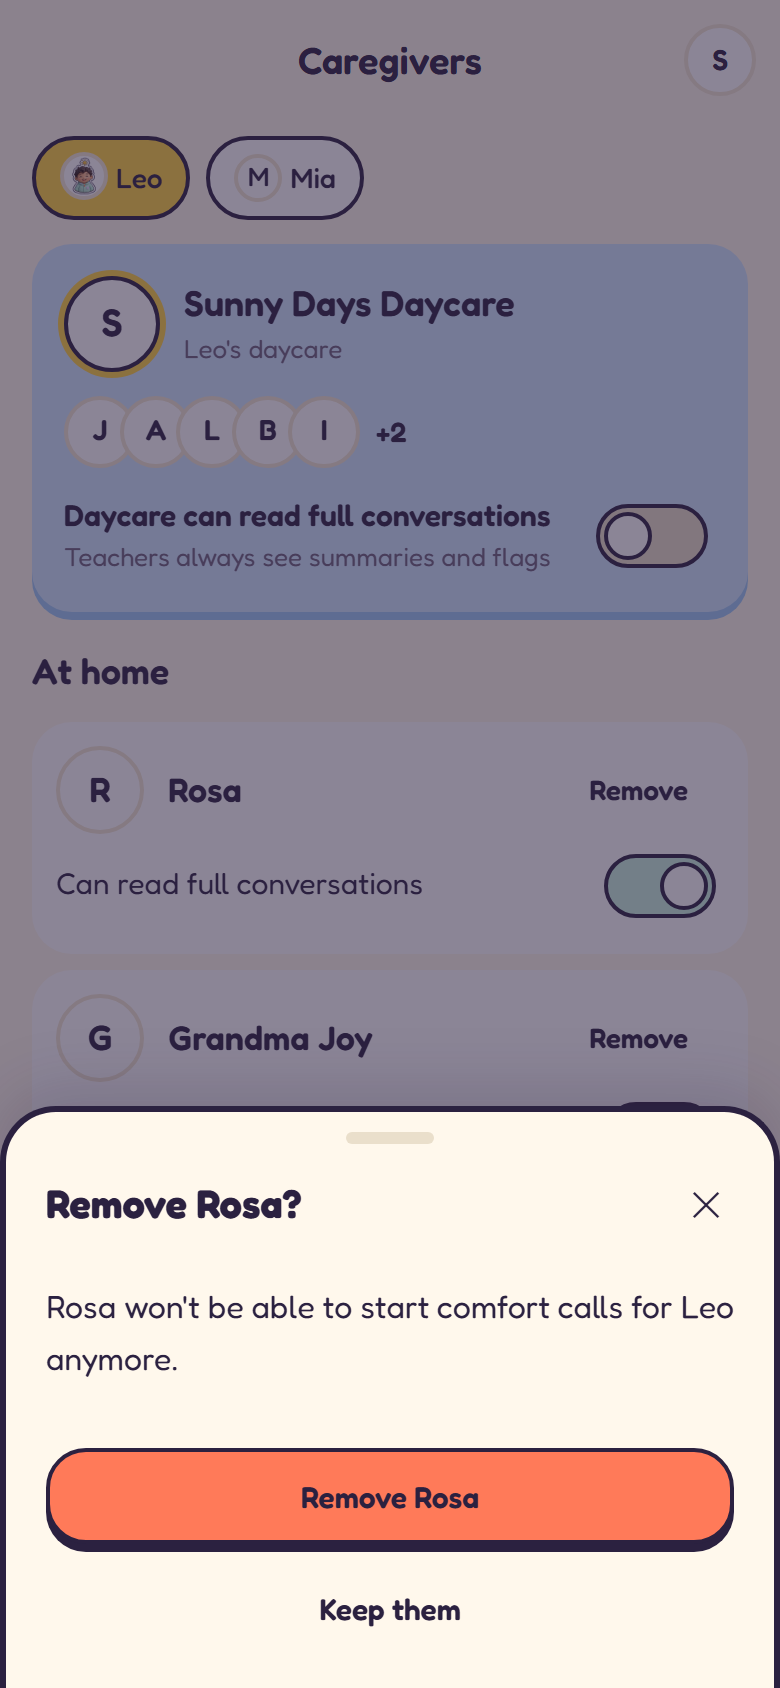 Caregivers
S
Leo
M
Mia
S
Sunny Days Daycare
Leo's daycare
J
A
L
B
I
+2
Daycare can read full conversations
Teachers always see summaries and flags
At home
R
Rosa
Remove
Can read full conversations
G
Grandma Joy
Remove
Remove Rosa?
Rosa won't be able to start comfort calls for Leo
anymore.
Remove Rosa
Keep them